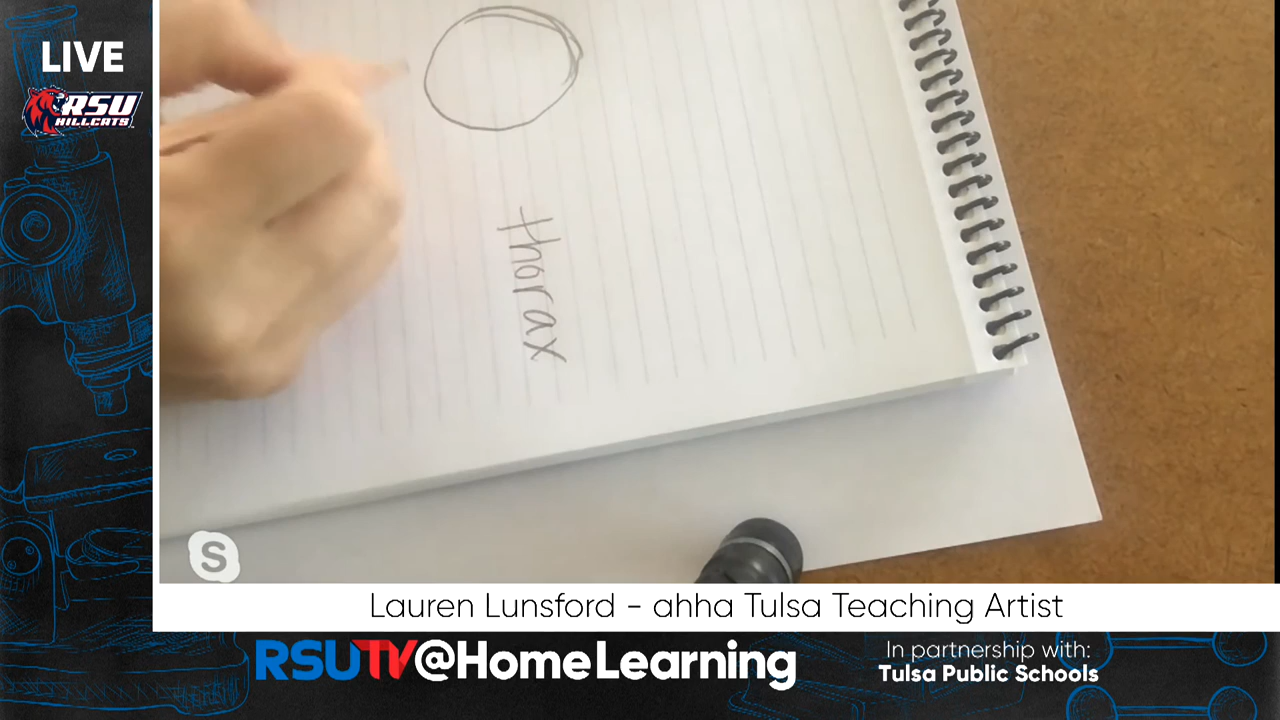 LIVE
RSU
HILLCATS
thorax
S
Lauren Lunsford - ahha Tulsa Teaching Artist
RSUTV@HomeLearning
In partnership with:
Tulsa Public Schools